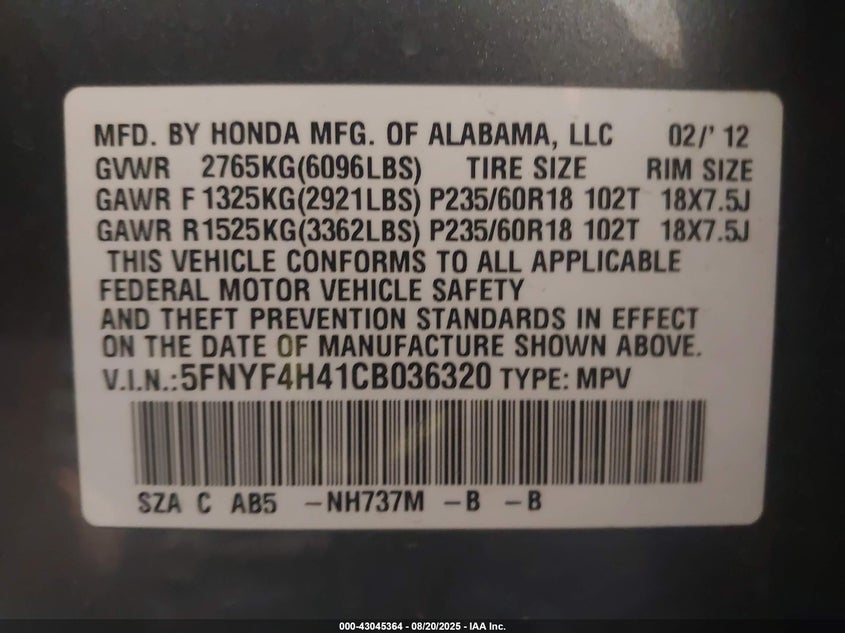 MFD. BY HONDA MFG. OF ALABAMA, LLC 02/' 12
GVWR 2765KG(6096LBS) TIRE SIZE RIM SIZE
GAWR F 1325KG(2921LBS) P235/60R18 102T 18X7.5J
GAWR R1525KG(3362LBS) P235/60R18 102T 18X7.5J
THIS VEHICLE CONFORMS TO ALL APPLICABLE
FEDERAL MOTOR VEHICLE SAFETY
AND THEFT PREVENTION STANDARDS IN EFFECT
ON THE DATE OF MANUFACTURE SHOWN ABOVE.
V.I.N.:5FNYF4H41CB036320 TYPE: MPV
SZA C AB5 -NH737M -B -B
000-43045364 - 08/20/2025 - IAA Inc.